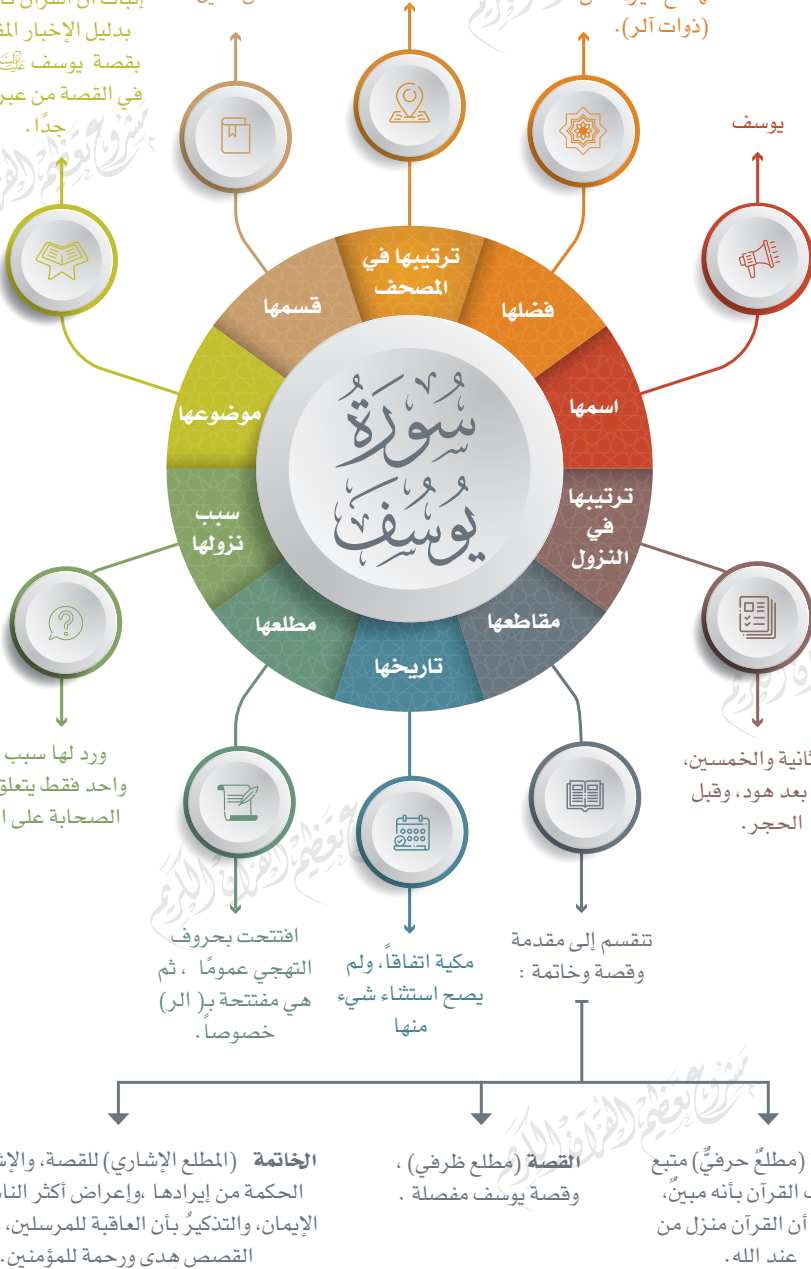 إثبات أن القرآن
بدليل الإخبار
بقصة يوسف
في القصة من
جدًا.
(ذوات آلر).
يوسف
ترتيبها في
المصحف
فضلها
قسمها
اسمها
موضوعها
سُورَةُ
يُوسُف
ترتيبها
في
النزول
سبب
نزولها
مقاطعها
مطلعها
تاريخها
والخمسين،
بعد هود، وقبل
الحجر.
ورد لها سبب
واحد فقط
الصحابة على
تنقسم إلى مقدمة
وقصة وخاتمة :
مكية اتفاقاً، ولم
يصح استثناء شيء
منها
افتتحت بحروف
التهجي عمومًا ، ثم
هي مفتتحة بـ( الر)
خصوصاً.
(مطلعٌ حرفيٌّ) متبع
القرآن بأنه مبينٌ،
أن القرآن منزل من
عند الله.
القصة (مطلع ظرفي) ،
وقصة يوسف مفصلة .
الخاتمة (المطلع الإشاري) للقصة،
الحكمة من إيرادها ،وإعراض أكثر
الإيمان، والتذكيرُ بأن العاقبة للمرسلين،
القصص هدى ورحمة للمؤمنين.
مشروع تعظيم القرآن الكريم